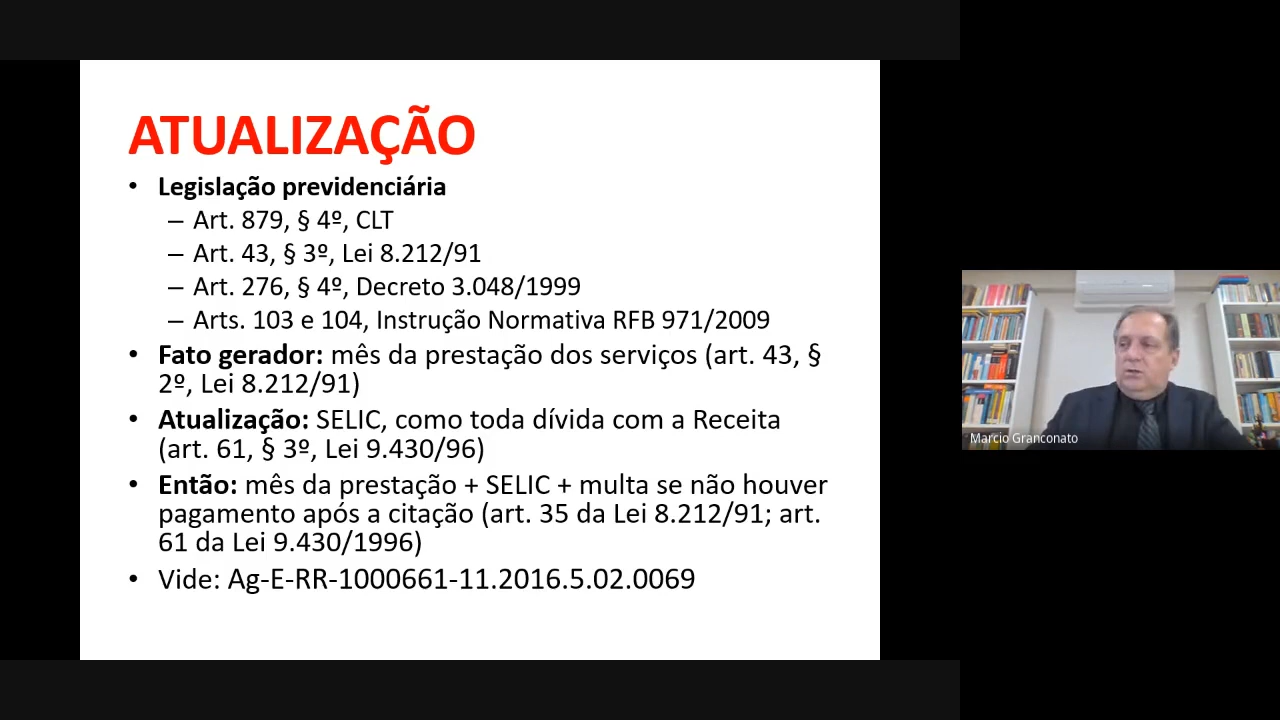 ATUALIZAÇÃO
• Legislação previdenciária
– Art. 879, § 4º, CLT
– Art. 43, § 3º, Lei 8.212/91
– Art. 276, § 4º, Decreto 3.048/1999
– Arts. 103 e 104, Instrução Normativa RFB 971/2009
• Fato gerador: mês da prestação dos serviços (art. 43, §
2º, Lei 8.212/91)
• Atualização: SELIC, como toda dívida com a Receita
(art. 61, § 3º, Lei 9.430/96)
• Então: mês da prestação + SELIC + multa se não houver
pagamento após a citação (art. 35 da Lei 8.212/91; art.
61 da Lei 9.430/1996)
• Vide: Ag-E-RR-1000661-11.2016.5.02.0069
Marcio Granconato